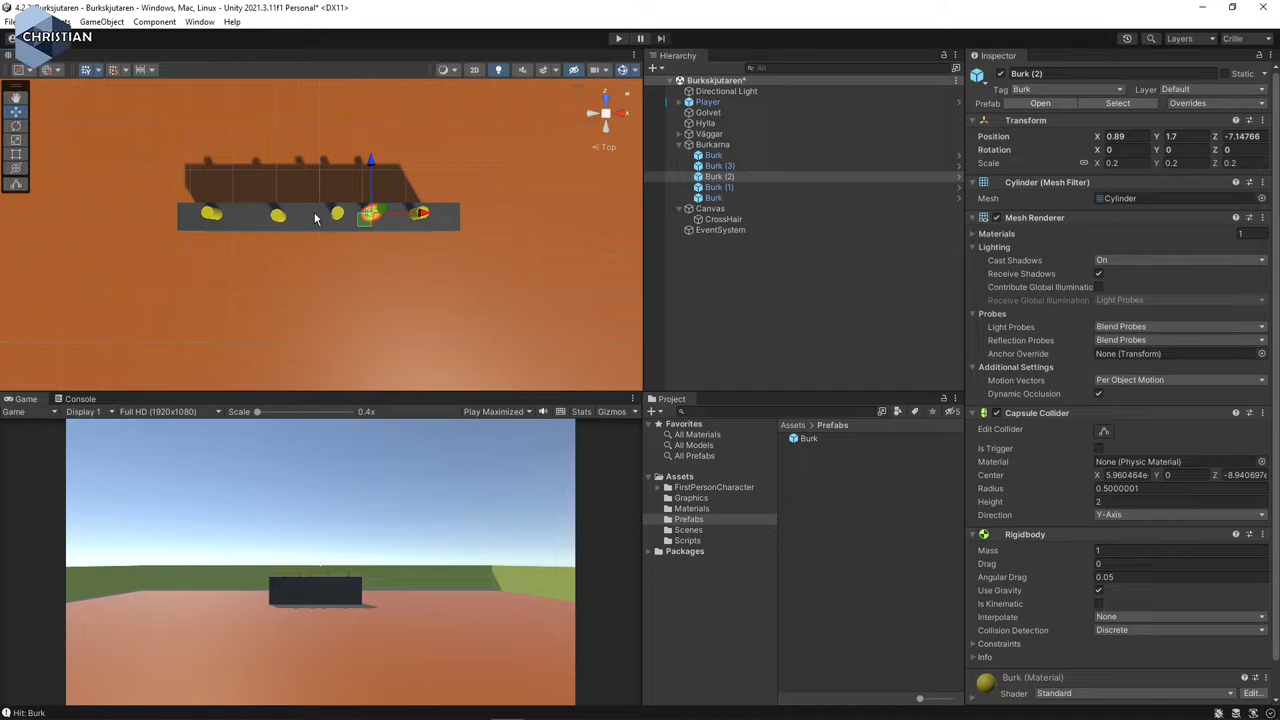 4.2.2 Burkskjutaren - Burkskjutaren - Windows, Mac, Linux - Unity 2021.3.11f1 Personal* <DX11>
GameObject Component Window Help
CHRISTIAN
Layers Crille
2D
Top
Hierarchy
All
Burkskjutaren*
Directional Light
Player
Golvet
Hylla
Väggar
Burkarna
Burk
Burk (3)
Burk (2)
Burk (1)
Burk
Canvas
CrossHair
EventSystem
Inspector
Burk (2) Static
Tag Burk Layer Default
Prefab Open Select Overrides
Transform
Position X 0.89 Y 1.7 Z -7.14766
Rotation X 0 Y 0 Z 0
Scale X 0.2 Y 0.2 Z 0.2
Cylinder (Mesh Filter)
Mesh Cylinder
Mesh Renderer
Materials 1
Lighting
Cast Shadows On
Receive Shadows
Contribute Global Illuminatio
Receive Global Illumination Light Probes
Probes
Light Probes Blend Probes
Reflection Probes Blend Probes
Anchor Override None (Transform)
Additional Settings
Motion Vectors Per Object Motion
Dynamic Occlusion
Capsule Collider
Edit Collider
Is Trigger
Material None (Physic Material)
Center X 5.960464e- Y 0 Z -8.940697e
Radius 0.5000001
Height 2
Direction Y-Axis
Rigidbody
Mass 1
Drag 0
Angular Drag 0.05
Use Gravity
Is Kinematic
Interpolate None
Collision Detection Discrete
Constraints
Info
Burk (Material)
Shader Standard Edit...
Game Console
Game Display 1 Full HD (1920x1080) Scale 0.4x Play Maximized Stats Gizmos
Project
5
Favorites
All Materials
All Models
All Prefabs
Assets
FirstPersonCharacter
Graphics
Materials
Prefabs
Scenes
Scripts
Packages
Assets > Prefabs
Burk
Hit: Burk